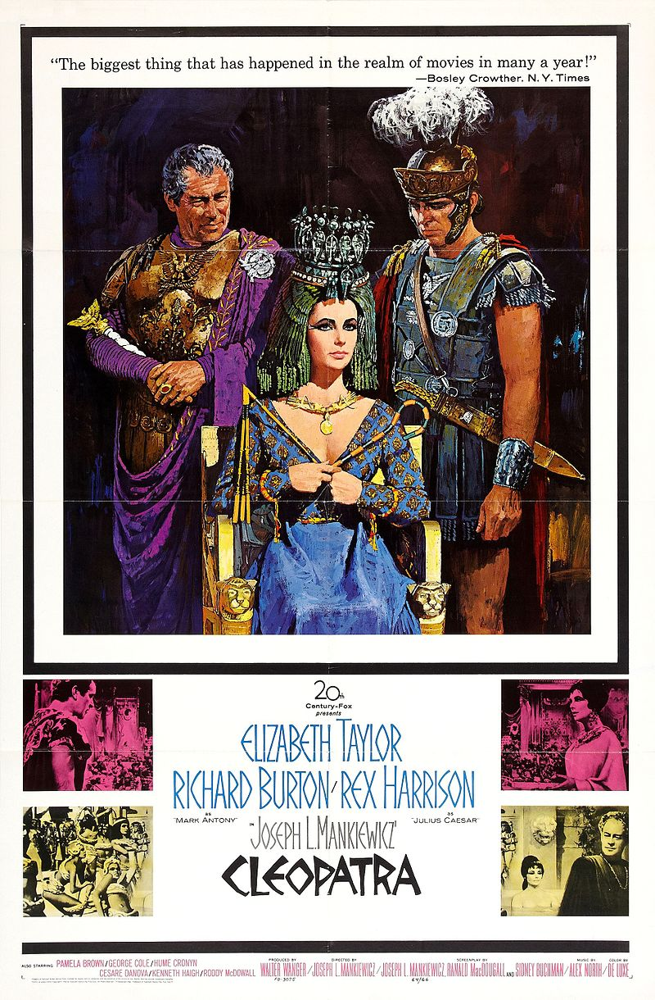 “The biggest thing that has happened in the realm of movies in many a year!”
—Bosley Crowther, N.Y. Times
20th
Century-Fox
presents
ELIZABETH TAYLOR
RICHARD BURTON / REX HARRISON
as as
“MARK ANTONY” IN JOSEPH L. MANKIEWICZ’ “JULIUS CAESAR”
CLEOPATRA
ALSO STARRING PAMELA BROWN / GEORGE COLE / HUME CRONYN
CESARE DANOVA / KENNETH HAIGH / RODDY McDOWALL
PRODUCED BY DIRECTED BY SCREENPLAY BY MUSIC BY COLOR BY
WALTER WANGER / JOSEPH L. MANKIEWICZ / JOSEPH L. MANKIEWICZ, RANALD MacDOUGALL AND SIDNEY BUCHMAN / ALEX NORTH / DE LUXE
64/66